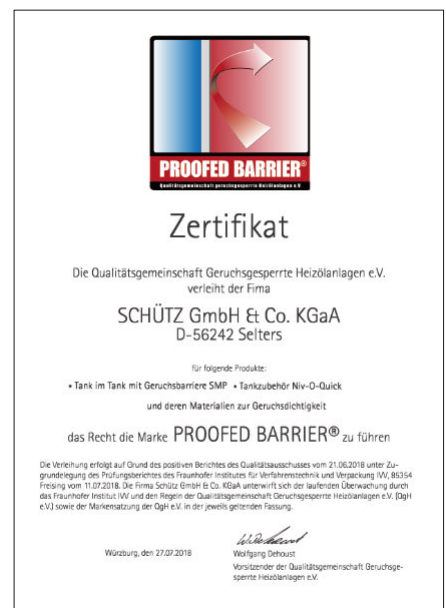 PROOFED BARRIER®
Qualitätsgemeinschaft geruchsgesperrte Heizölanlagen e.V
Zertifikat
Die Qualitätsgemeinschaft Geruchsgesperrte Heizölanlagen e.V.
verleiht der Fima
SCHÜTZ GmbH & Co. KGaA
D-56242 Selters
für folgende Produkte:
• Tank im Tank mit Geruchsbarriere SMP • Tankzubehör Niv-O-Quick
und deren Materialien zur Geruchsdichtigkeit
das Recht die Marke PROOFED BARRIER® zu führen
Die Verleihung erfolgt auf Grund des positiven Berichtes des Qualitätsausschusses vom 21.06.2018 unter Zu-
grundelegung des Prüfungsberichtes des Fraunhofer Institutes für Verfahrenstechnik und Verpackung IVV, 85354
Freising vom 11.07.2018. Die Firma Schütz GmbH & Co. KGaA unterwirft sich der laufenden Überwachung durch
das Fraunhofer Institut IVV und den Regeln der Qualitätsgemeinschaft Geruchsgesperrte Heizölanlagen e.V. (QgH
e.V.) sowie der Markensatzung der QgH e.V. in der jeweils geltenden Fassung.
Würzburg, den 27.07.2018
Wolfgang Dehoust
Vorsitzender der Qualitätsgemeinschaft Geruchsge-
sperrte Heizölanlagen e.V.